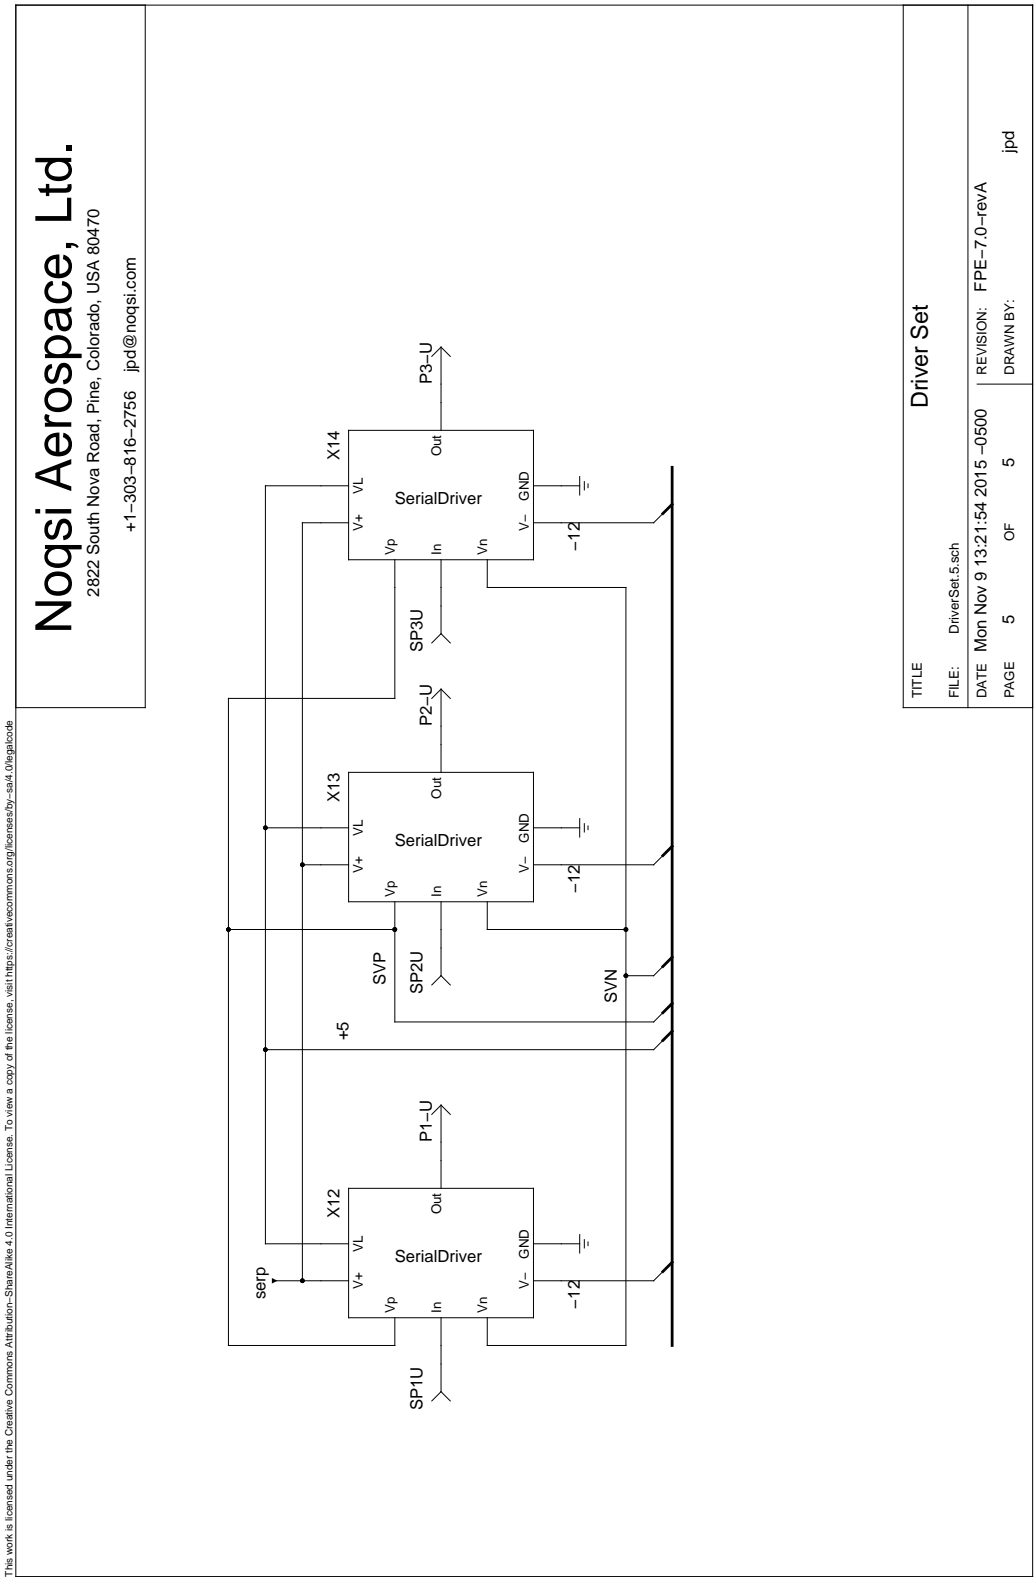 This work is licensed under the Creative Commons Attribution−ShareAlike 4.0 International License. To view a copy of the license, visit https://creativecommons.org/licenses/by−sa/4.0/legalcode
Noqsi Aerospace, Ltd.
2822 South Nova Road, Pine, Colorado, USA 80470
+1−303−816−2756 jpd@noqsi.com
serp
X12
V+
VL
Vp
In
Vn
SerialDriver
Out
V−
GND
−12
SP1U
P1−U
+5
SVP
SVN
X13
V+
VL
Vp
In
Vn
SerialDriver
Out
V−
GND
−12
SP2U
P2−U
X14
V+
VL
Vp
In
Vn
SerialDriver
Out
V−
GND
−12
SP3U
P3−U
TITLE
Driver Set
FILE: DriverSet.5.sch
DATE Mon Nov 9 13:21:54 2015 −0500
REVISION: FPE−7.0−revA
PAGE 5 OF 5
DRAWN BY: jpd